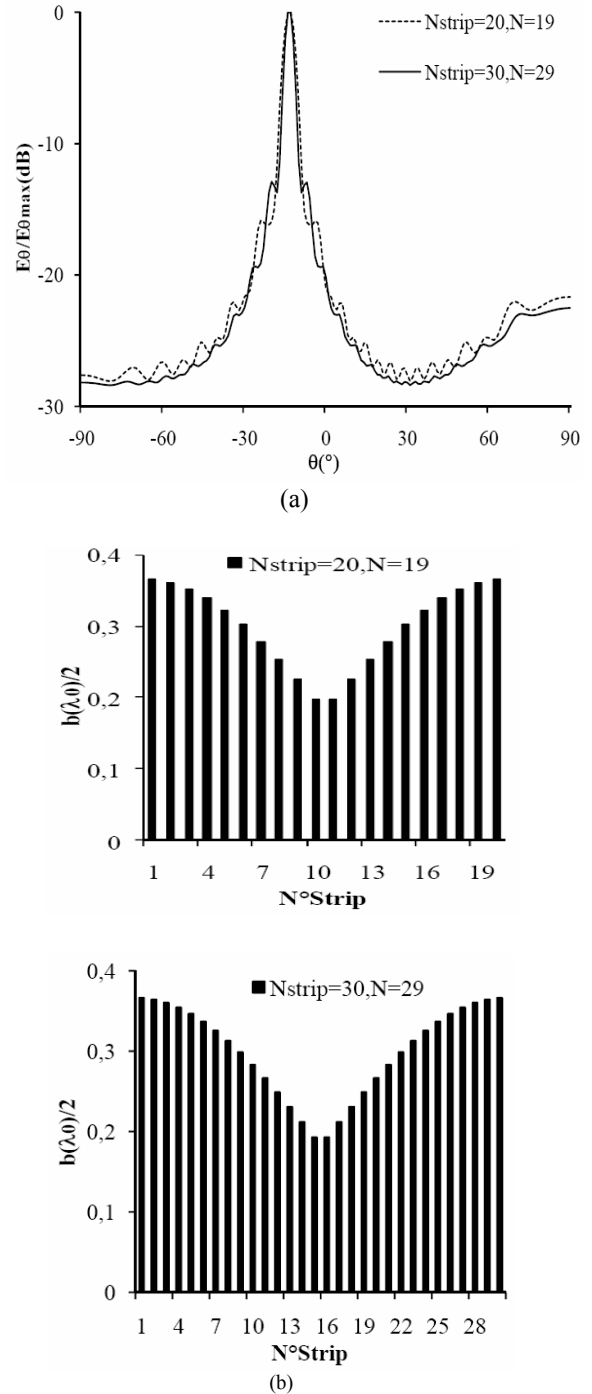 0
-10
-20
-30
Eθ/Eθmax(dB)
Nstrip=20,N=19
Nstrip=30,N=29
-90 -60 -30 0 30 60 90
θ(°)
(a)
0,4
0,3
0,2
0,1
0
b(λ0)/2
Nstrip=20,N=19
1 4 7 10 13 16 19
N°Strip
0,4
0,3
0,2
0,1
0
b(λ0)/2
Nstrip=30,N=29
1 4 7 10 13 16 19 22 25 28
N°Strip
(b)